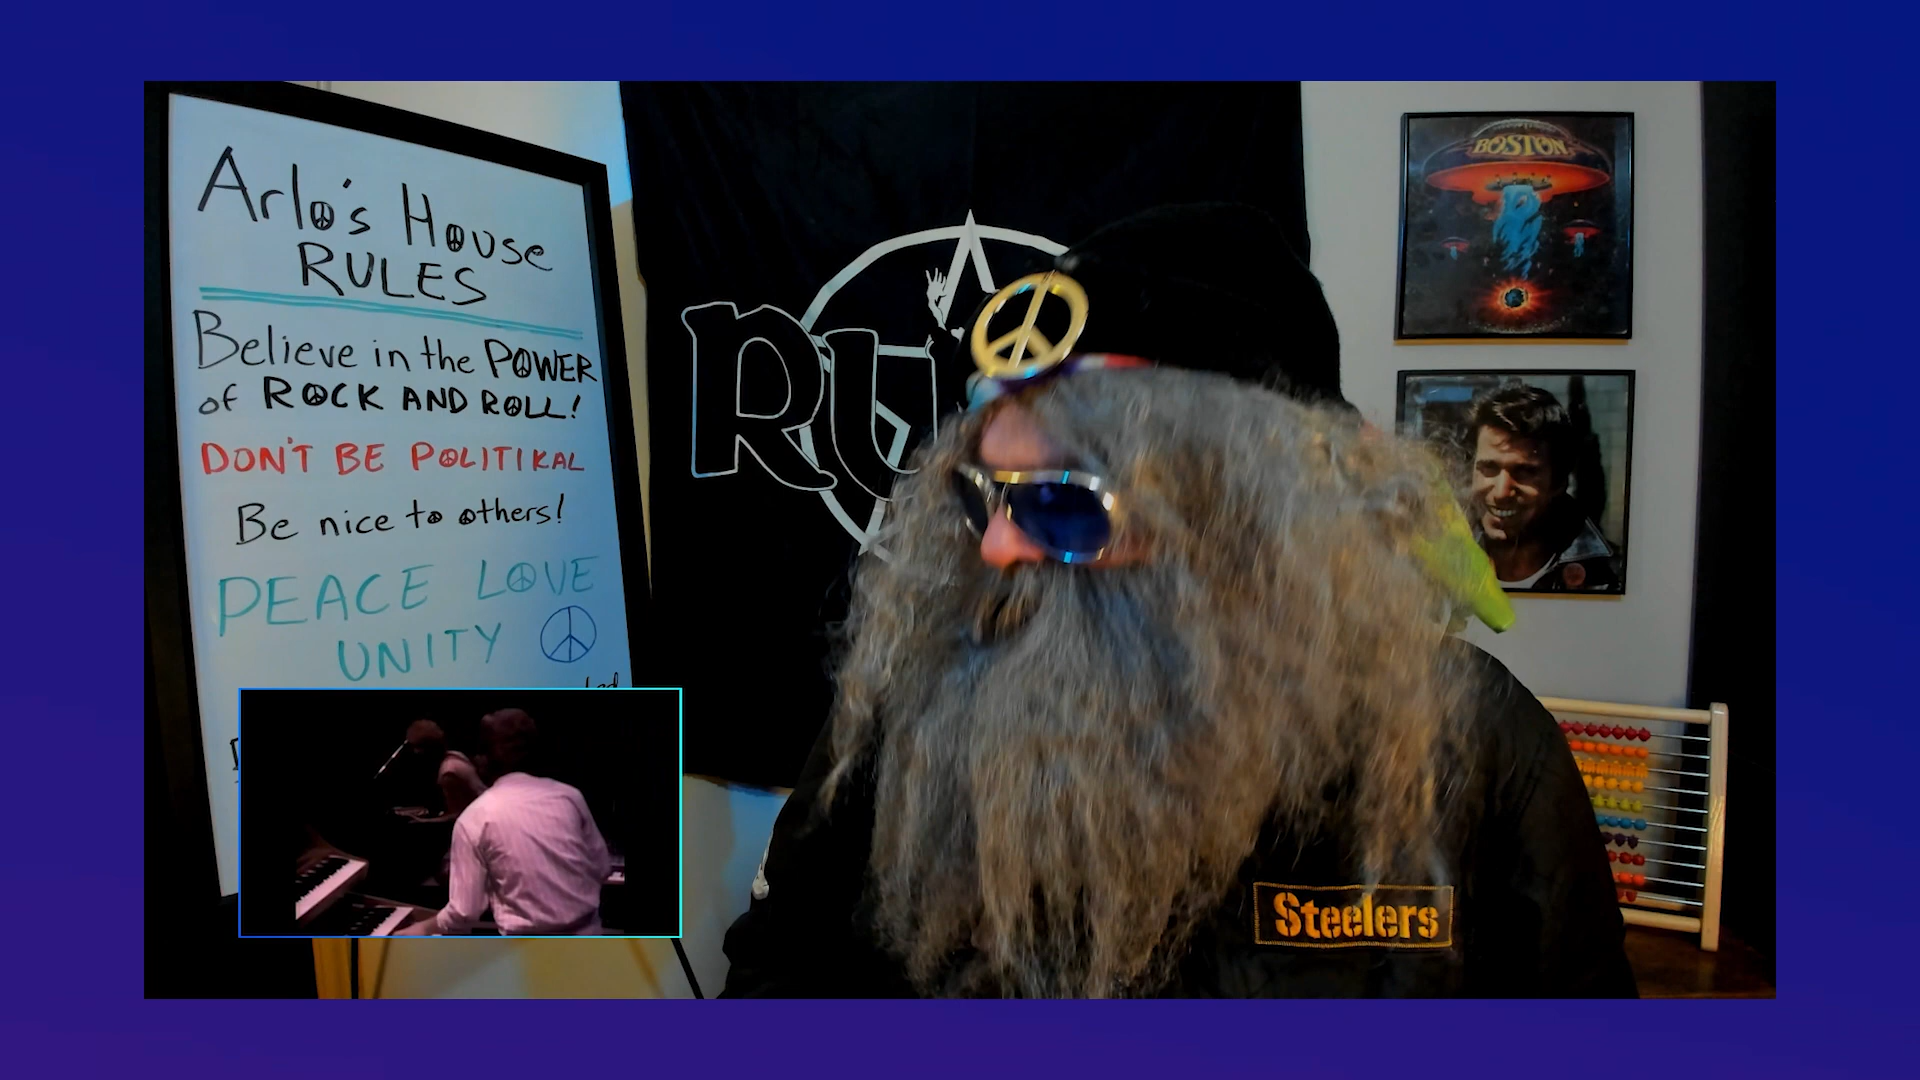 Arlo's House
RULES
Believe in the POWER
of ROCK AND ROLL!
DON'T BE POLITIKAL
Be nice to others!
PEACE LOVE
UNITY
RU
BOSTON
Steelers